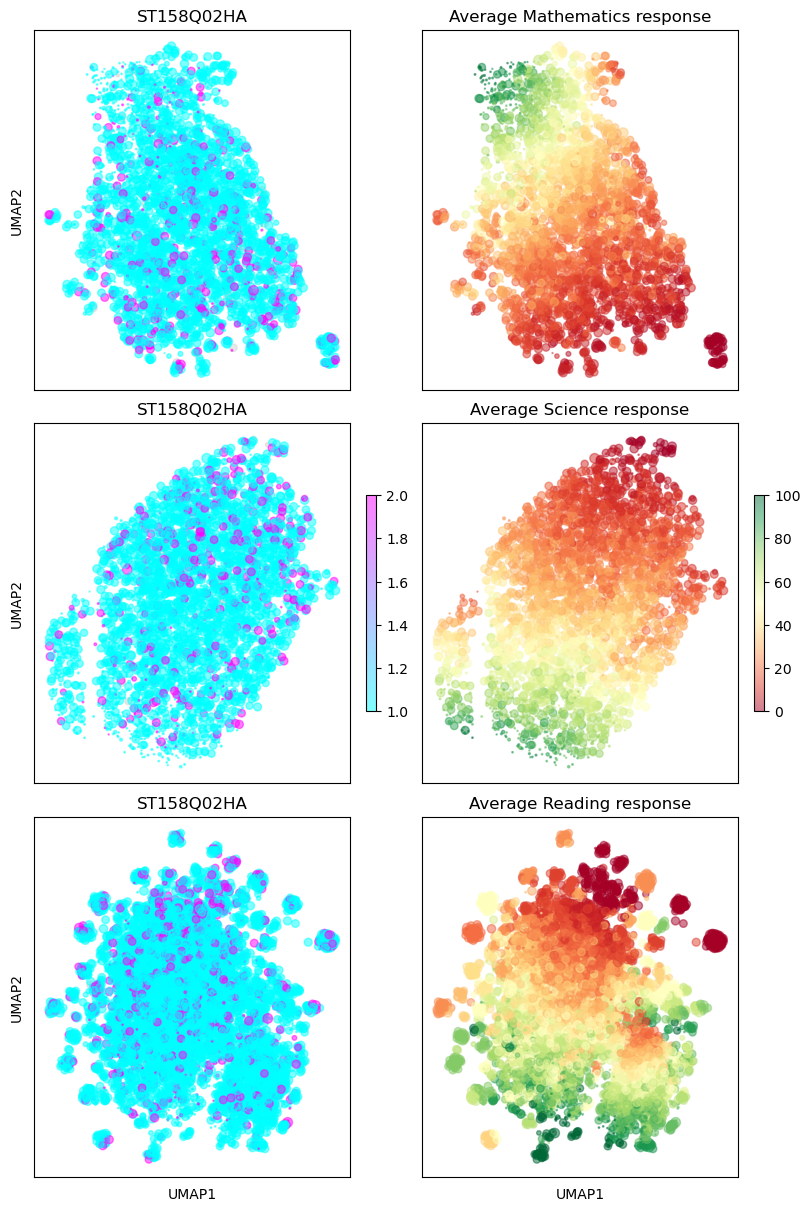 ST158Q02HA
Average Mathematics response
UMAP2
ST158Q02HA
Average Science response
UMAP2
2.0
1.8
1.6
1.4
1.2
1.0
100
80
60
40
20
0
ST158Q02HA
Average Reading response
UMAP2
UMAP1
UMAP1